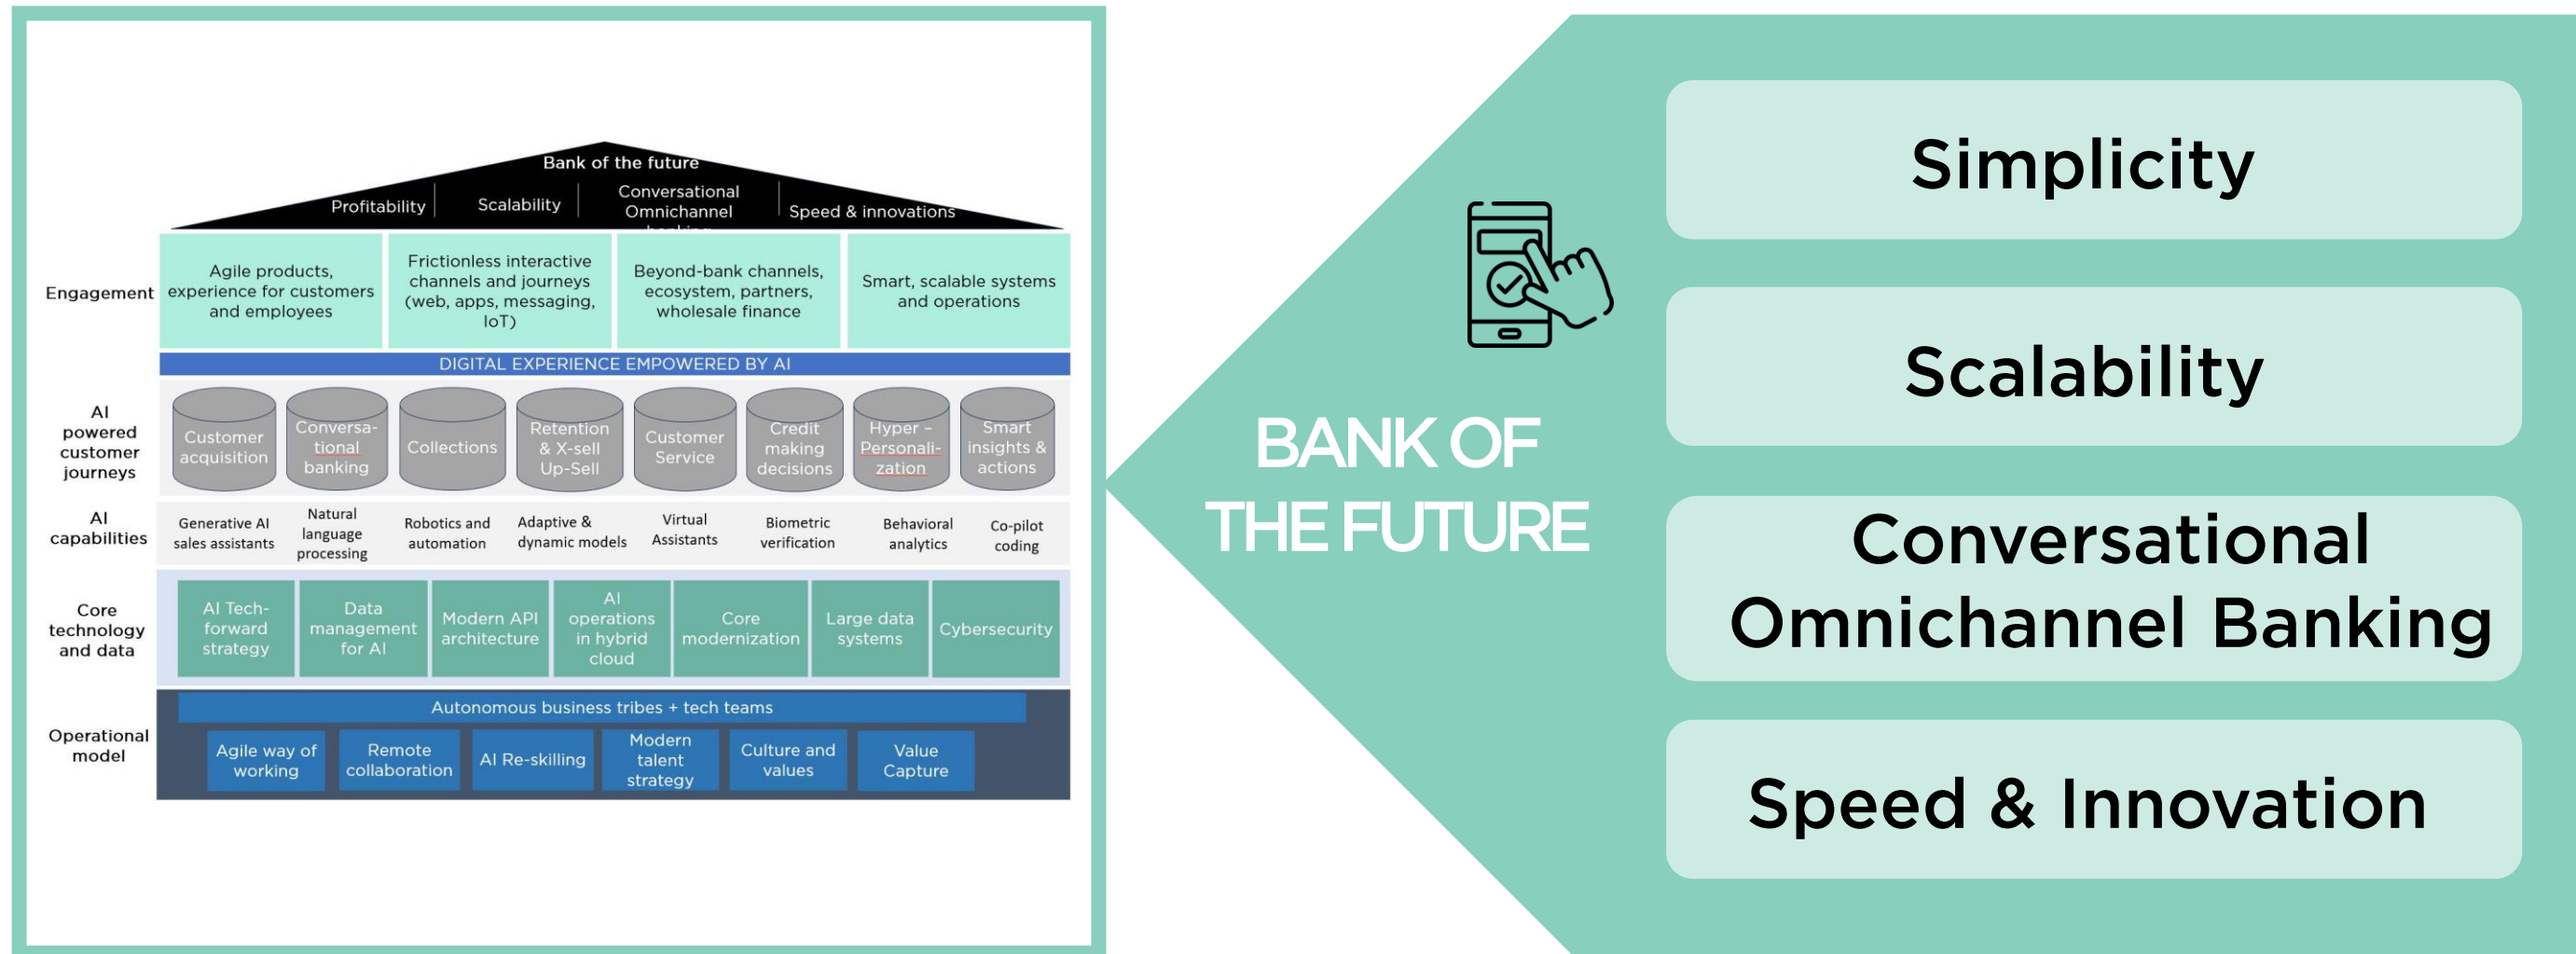 Bank of the future
Profitability
Scalability
Conversational
Omnichannel
banking
Speed & innovations
Engagement
Agile products,
experience for customers
and employees
Frictionless interactive
channels and journeys
(web, apps, messaging,
IoT)
Beyond-bank channels,
ecosystem, partners,
wholesale finance
Smart, scalable systems
and operations
DIGITAL EXPERIENCE EMPOWERED BY AI
AI
powered
customer
journeys
Customer
acquisition
Conversa-
tional
banking
Collections
Retention
& X-sell
Up-Sell
Customer
Service
Credit
making
decisions
Hyper –
Personali-
zation
Smart
insights &
actions
AI
capabilities
Generative AI
sales assistants
Natural
language
processing
Robotics and
automation
Adaptive &
dynamic models
Virtual
Assistants
Biometric
verification
Behavioral
analytics
Co-pilot
coding
Core
technology
and data
AI Tech-
forward
strategy
Data
management
for AI
Modern API
architecture
AI
operations
in hybrid
cloud
Core
modernization
Large data
systems
Cybersecurity
Operational
model
Autonomous business tribes + tech teams
Agile way of
working
Remote
collaboration
AI Re-skilling
Modern
talent
strategy
Culture and
values
Value
Capture
BANK OF
THE FUTURE
Simplicity
Scalability
Conversational
Omnichannel Banking
Speed & Innovation